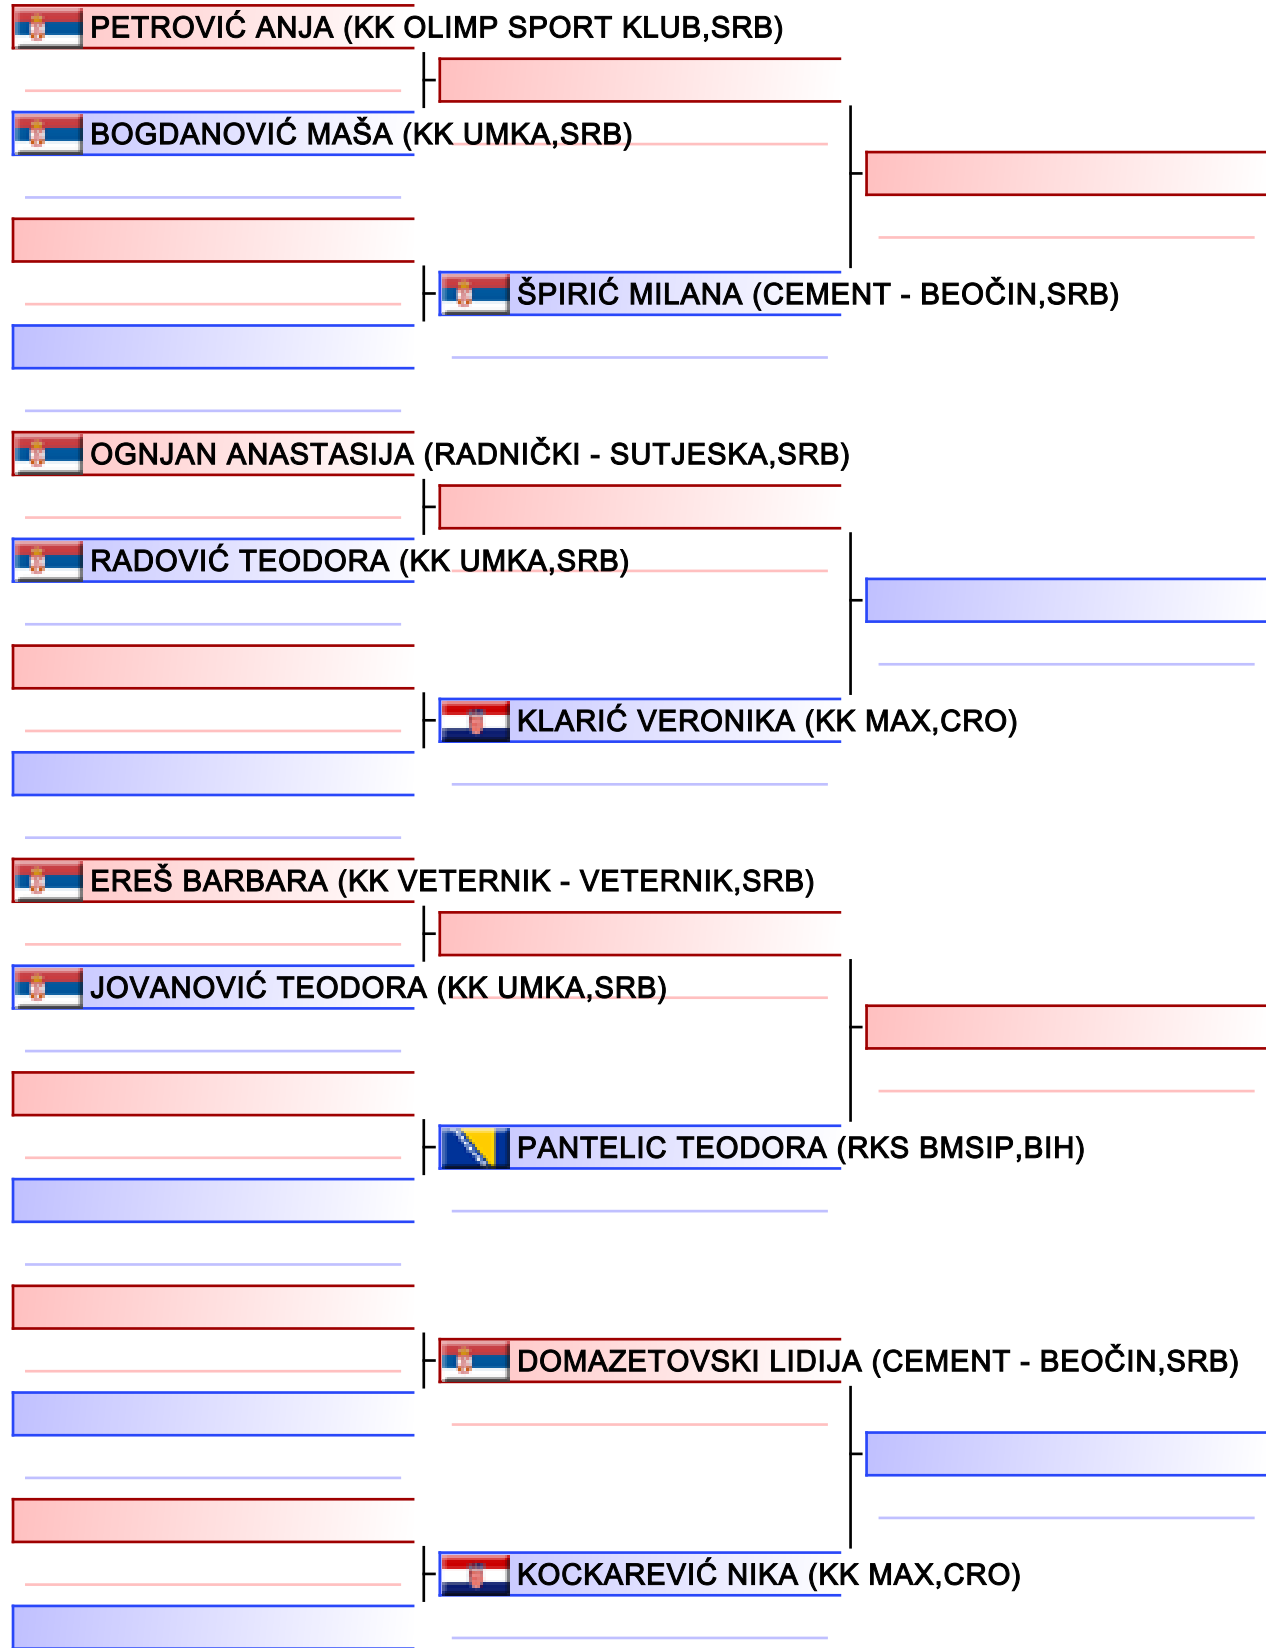 PETROVIĆ ANJA (KK OLIMP SPORT KLUB,SRB)
BOGDANOVIĆ MAŠA (KK UMKA,SRB)
ŠPIRIĆ MILANA (CEMENT - BEOČIN,SRB)
OGNJAN ANASTASIJA (RADNIČKI - SUTJESKA,SRB)
RADOVIĆ TEODORA (KK UMKA,SRB)
KLARIĆ VERONIKA (KK MAX,CRO)
EREŠ BARBARA (KK VETERNIK - VETERNIK,SRB)
JOVANOVIĆ TEODORA (KK UMKA,SRB)
PANTELIC TEODORA (RKS BMSIP,BIH)
DOMAZETOVSKI LIDIJA (CEMENT - BEOČIN,SRB)
KOCKAREVIĆ NIKA (KK MAX,CRO)